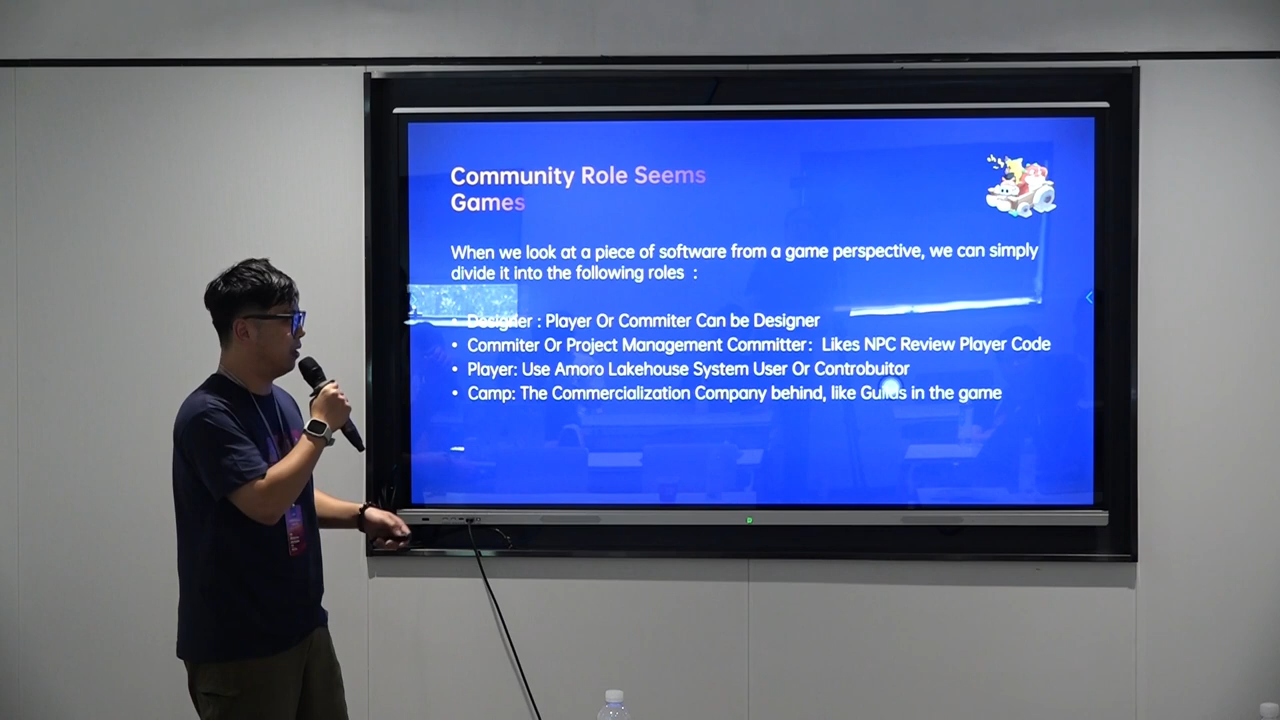 Community Role Seems
Games
When we look at a piece of software from a game perspective, we can simply
divide it into the following roles :
• Designer : Player Or Commiter Can be Designer
• Commiter Or Project Management Committer: Likes NPC Review Player Code
• Player: Use Amoro Lakehouse System User Or Controbuitor
• Camp: The Commercialization Company behind, like Guilds in the game